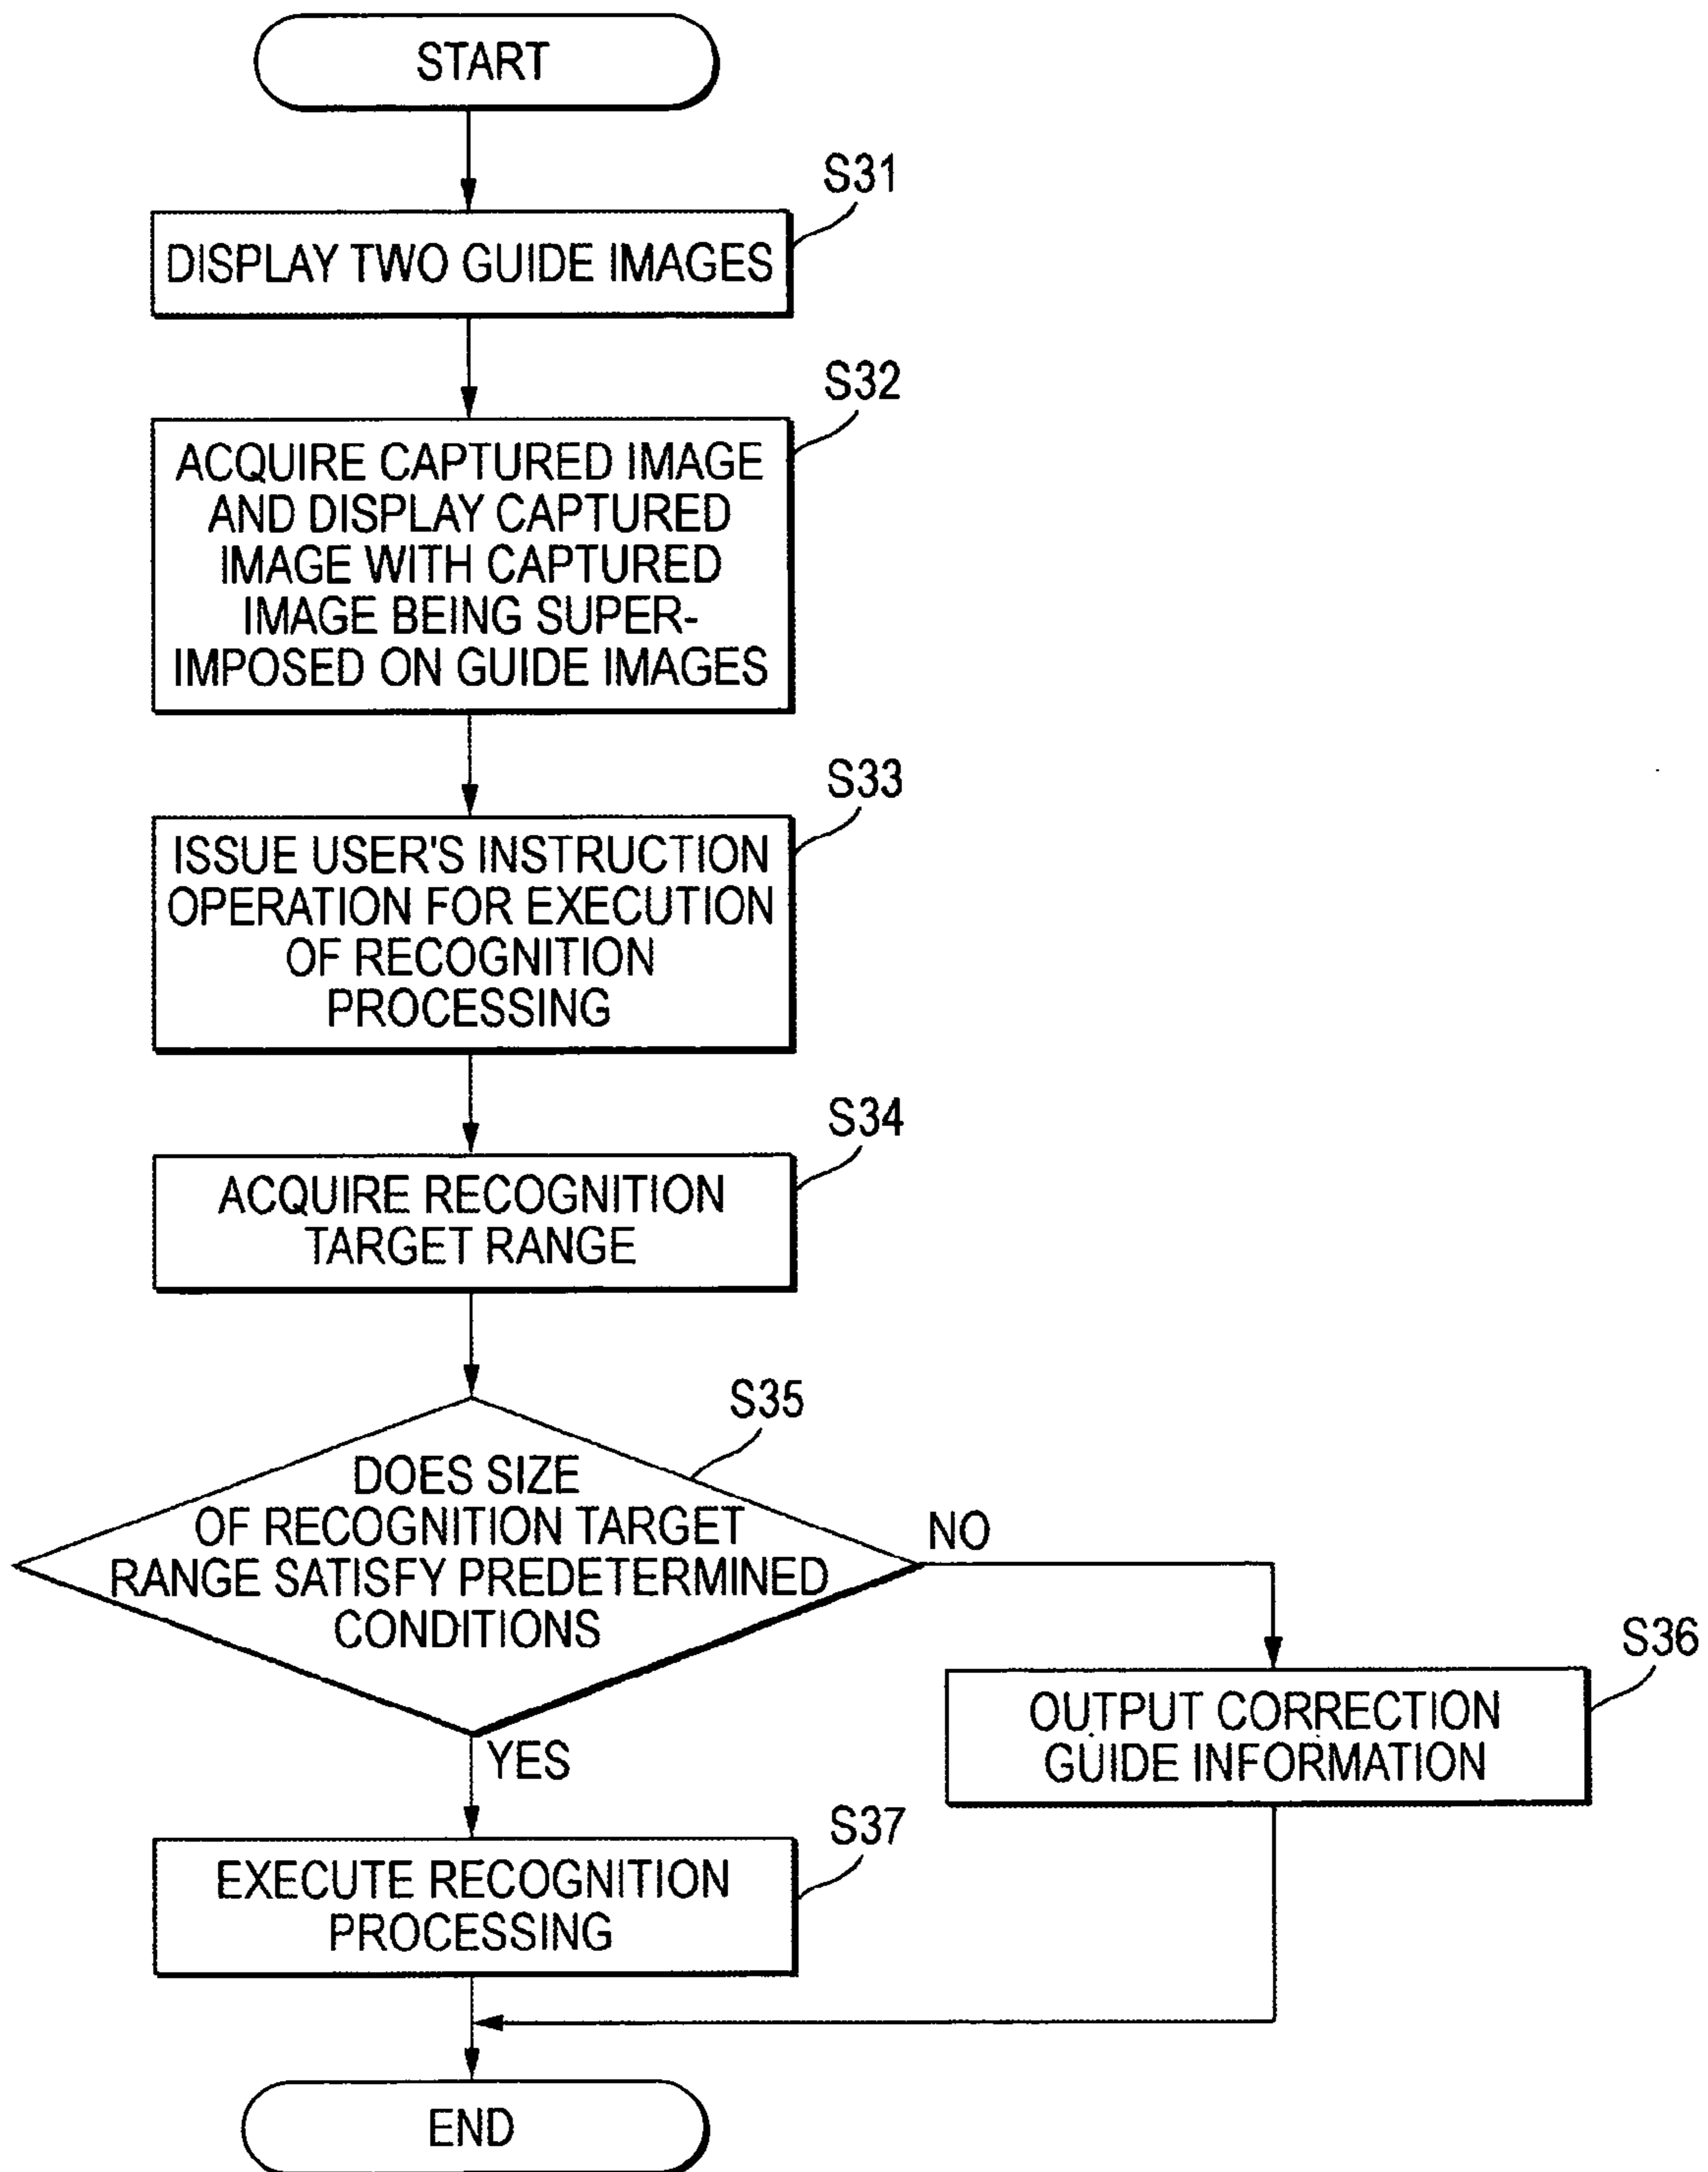 START
S31
DISPLAY TWO GUIDE IMAGES
S32
ACQUIRE CAPTURED IMAGE
AND DISPLAY CAPTURED
IMAGE WITH CAPTURED
IMAGE BEING SUPER-
IMPOSED ON GUIDE IMAGES
S33
ISSUE USER'S INSTRUCTION
OPERATION FOR EXECUTION
OF RECOGNITION
PROCESSING
S34
ACQUIRE RECOGNITION
TARGET RANGE
S35
DOES SIZE
OF RECOGNITION TARGET
RANGE SATISFY PREDETERMINED
CONDITIONS
NO
S36
OUTPUT CORRECTION
GUIDE INFORMATION
YES
S37
EXECUTE RECOGNITION
PROCESSING
END